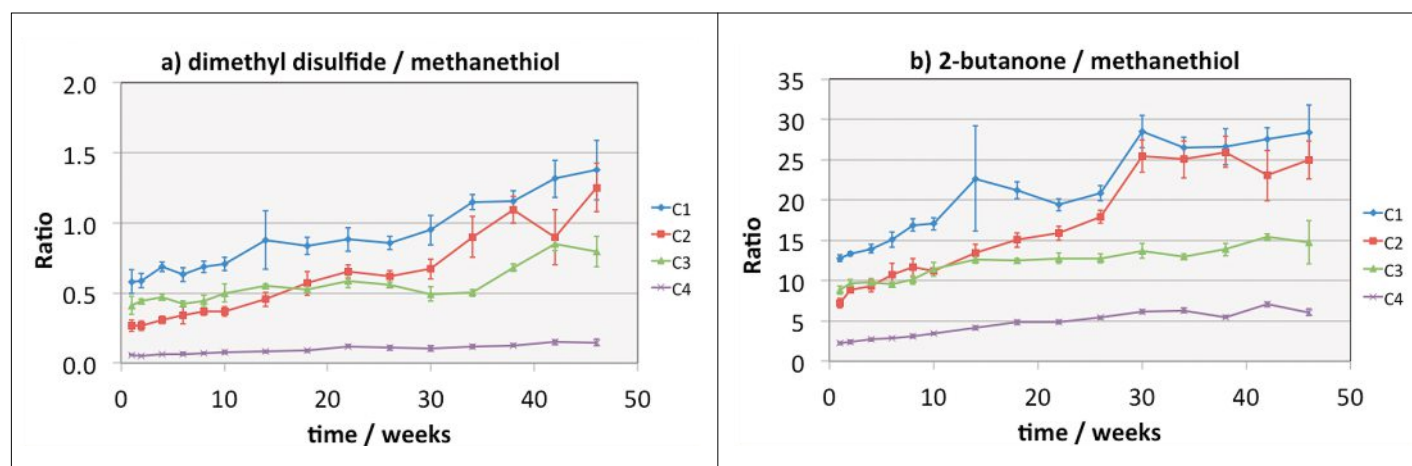 a) dimethyl disulfide / methanethiol
2.0
1.5
1.0
0.5
0.0
Ratio
0 10 20 30 40 50
time / weeks
C1
C2
C3
C4
b) 2-butanone / methanethiol
35
30
25
20
15
10
5
0
Ratio
0 10 20 30 40 50
time / weeks
C1
C2
C3
C4